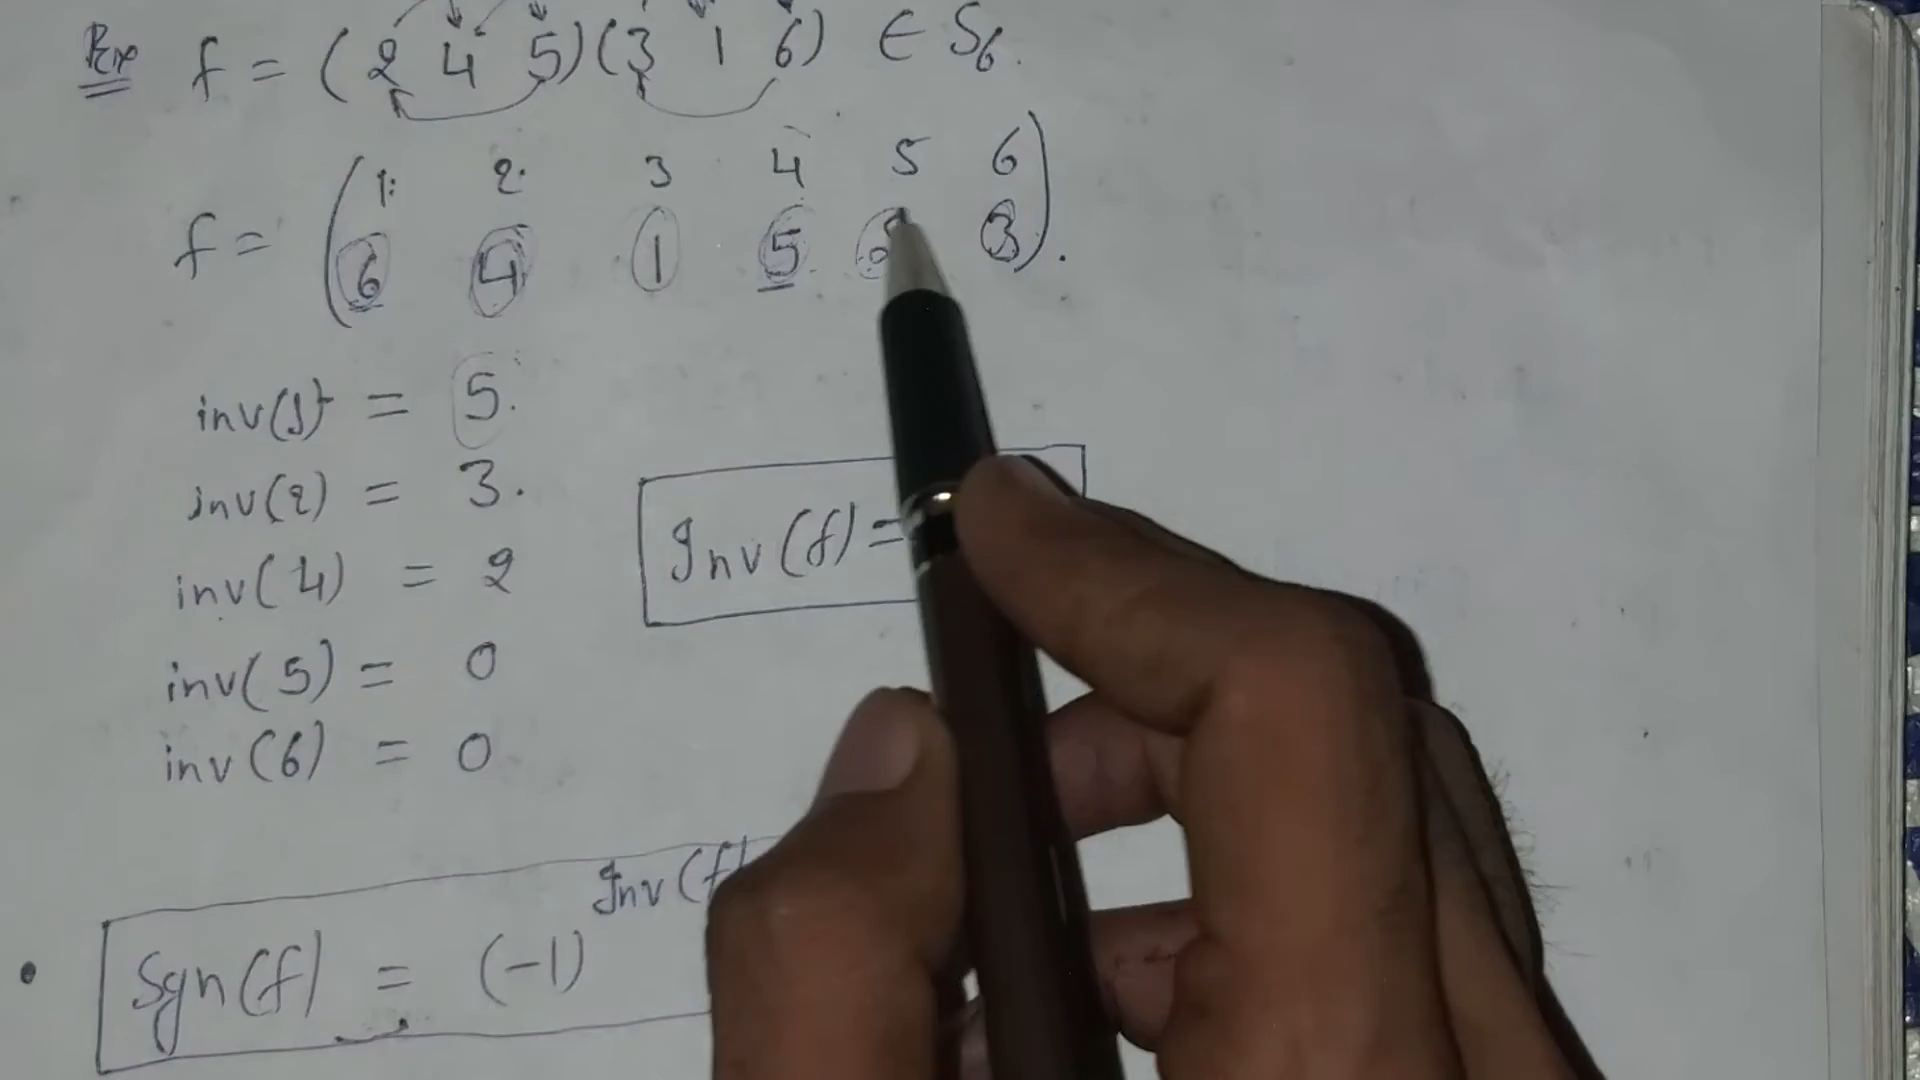 Ex f = (2 4 5)(3 1 6) ∈ S₆.
1 2 3 4 5 6
f = ( 6 4 1 5 3 ).
inv(1) = 5.
inv(2) = 3.
inv(4) = 2
inv(5) = 0
inv(6) = 0
Inv(f) =
Sgn(f) = (-1)^Inv(f)